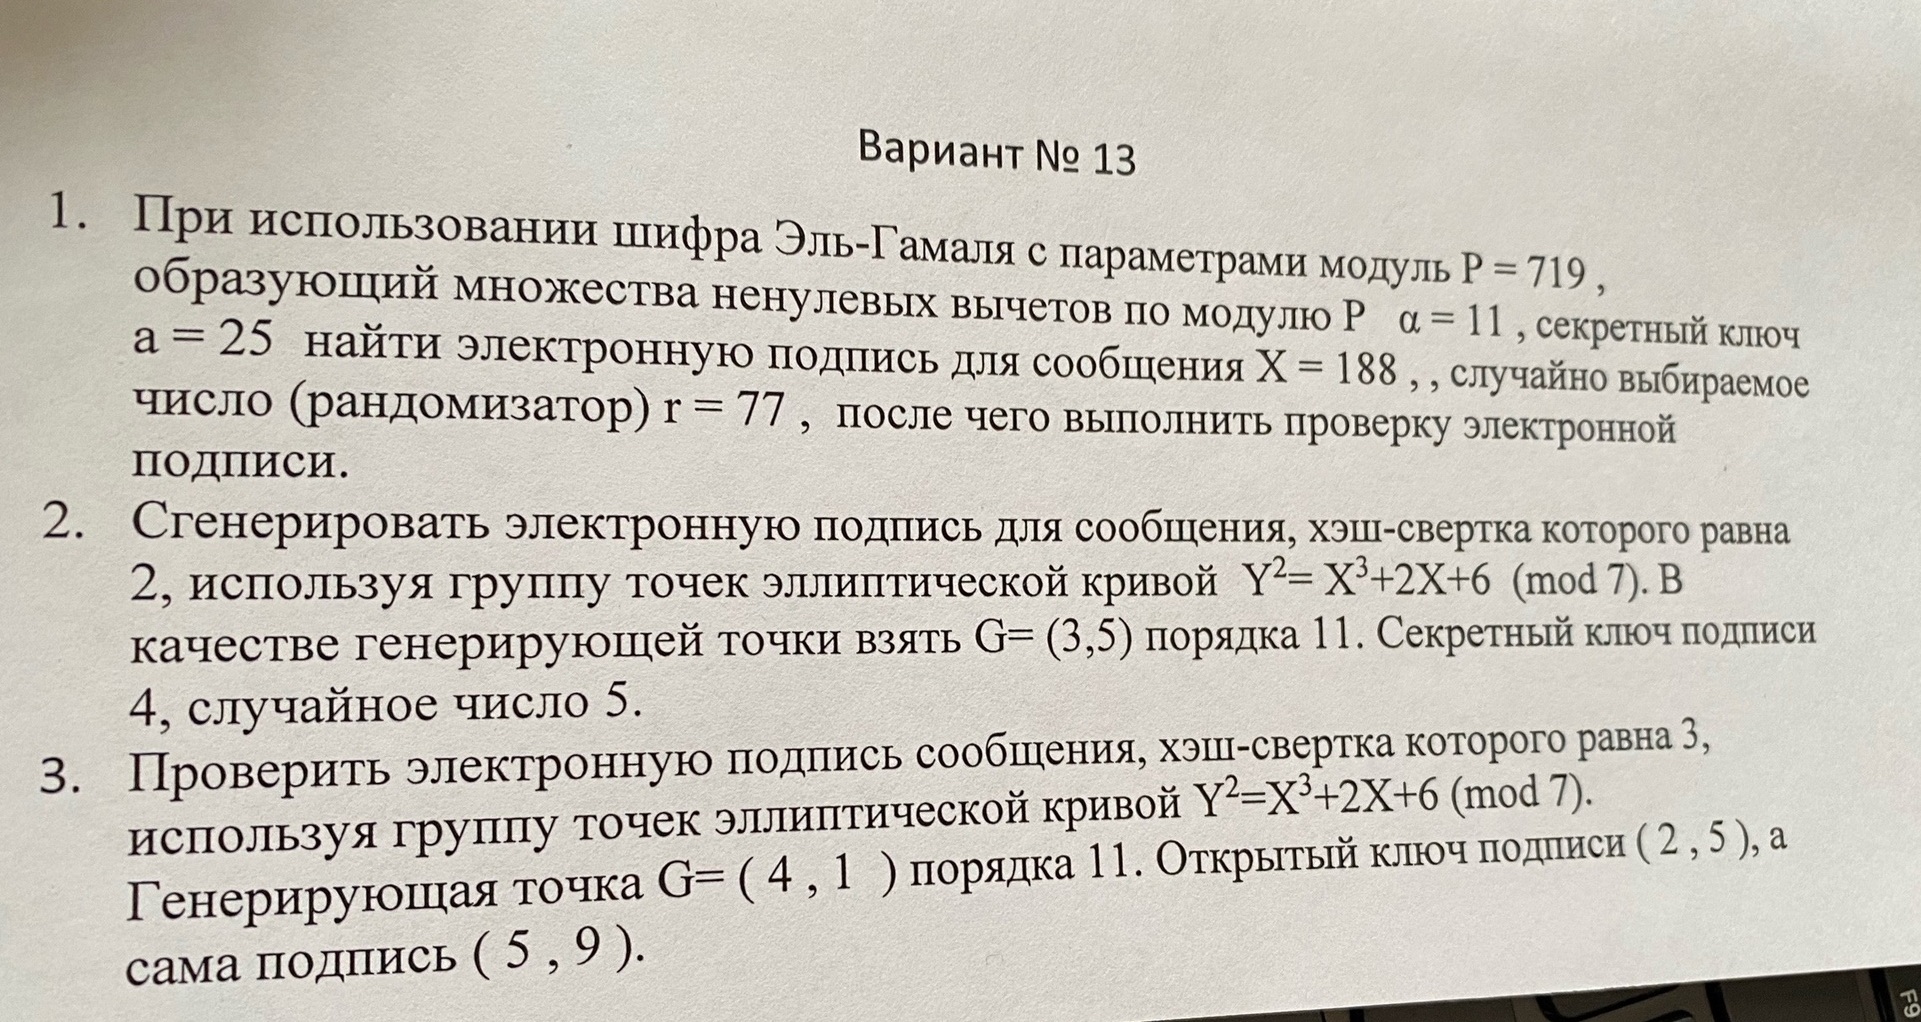 Вариант № 13
1. При использовании шифра Эль-Гамаля с параметрами модуль P = 719 ,
образующий множества ненулевых вычетов по модулю P α = 11 , секретный ключ
a = 25 найти электронную подпись для сообщения X = 188 , , случайно выбираемое
число (рандомизатор) r = 77 , после чего выполнить проверку электронной
подписи.
2. Сгенерировать электронную подпись для сообщения, хэш-свертка которого равна
2, используя группу точек эллиптической кривой Y²= X³+2X+6 (mod 7). В
качестве генерирующей точки взять G= (3,5) порядка 11. Секретный ключ подписи
4, случайное число 5.
3. Проверить электронную подпись сообщения, хэш-свертка которого равна 3,
используя группу точек эллиптической кривой Y²=X³+2X+6 (mod 7).
Генерирующая точка G= ( 4 , 1 ) порядка 11. Открытый ключ подписи ( 2 , 5 ), а
сама подпись ( 5 , 9 ).
F9